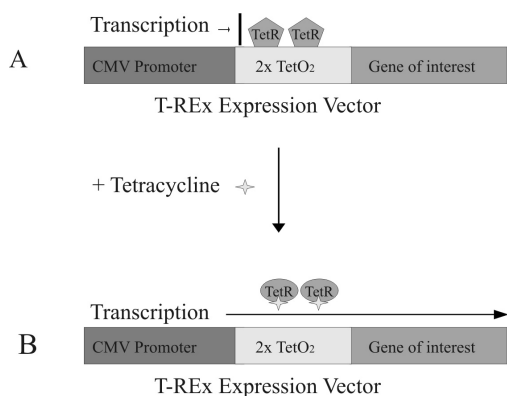 Transcription →
TetR TetR
A
CMV Promoter 2x TetO2 Gene of interest
T-REx Expression Vector
+ Tetracycline
TetR TetR
Transcription
B
CMV Promoter 2x TetO2 Gene of interest
T-REx Expression Vector